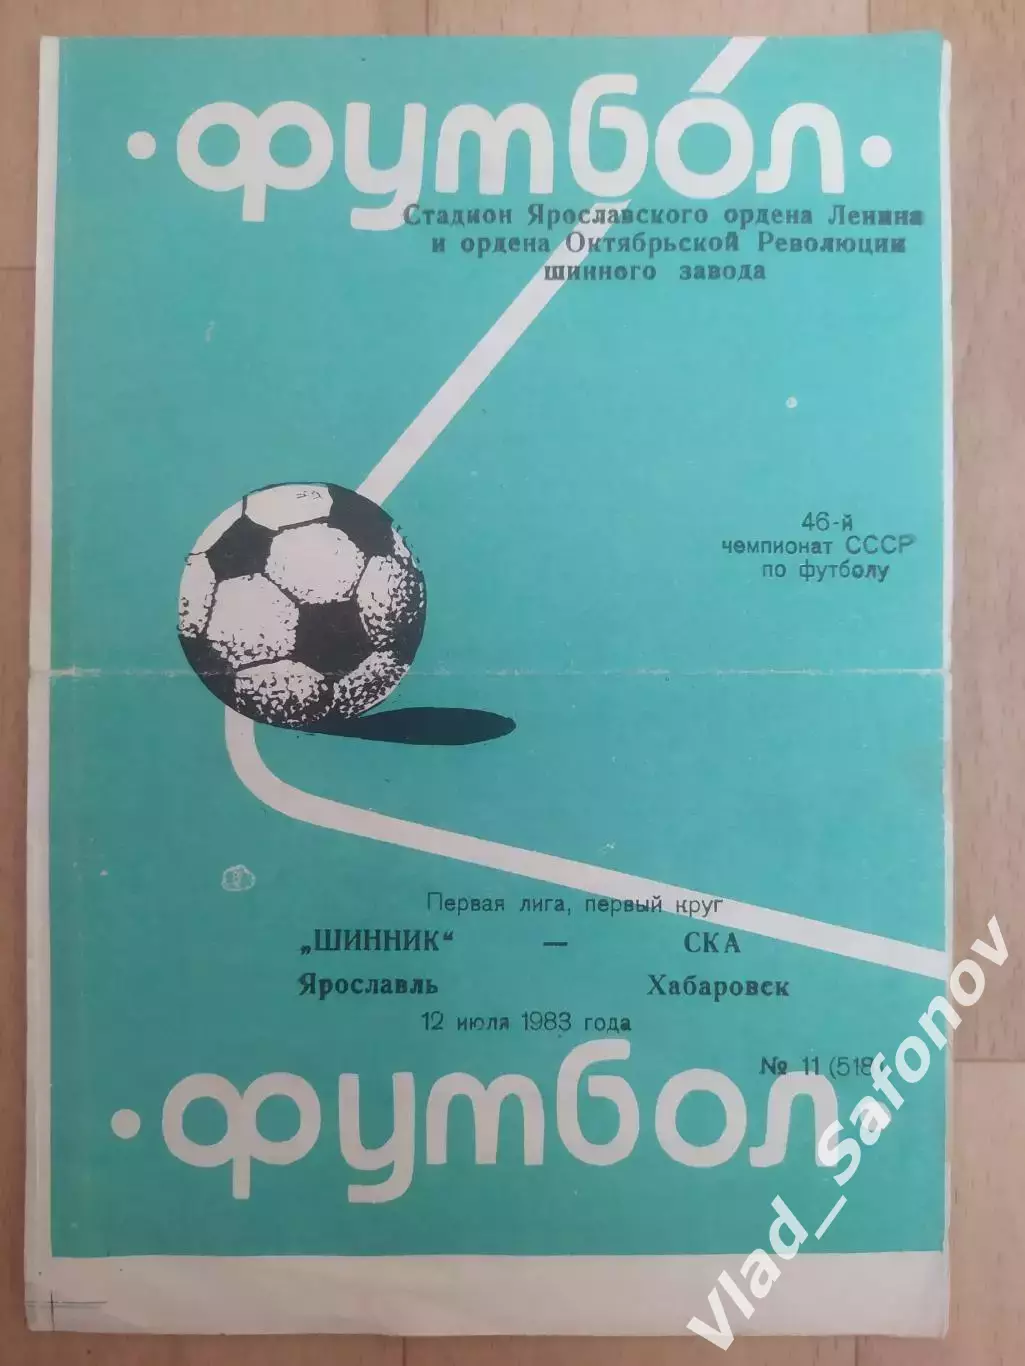 ·футбол·
Стадион Ярославского ордена Ленина
и ордена Октябрьской Революции
шинного завода
46-й
чемпионат СССР
по футболу
Первая лига, первый круг
„ШИННИК“ — СКА
Ярославль Хабаровск
12 июля 1983 года
№ 11 (518)
·футбол·
Vlad_Safonov